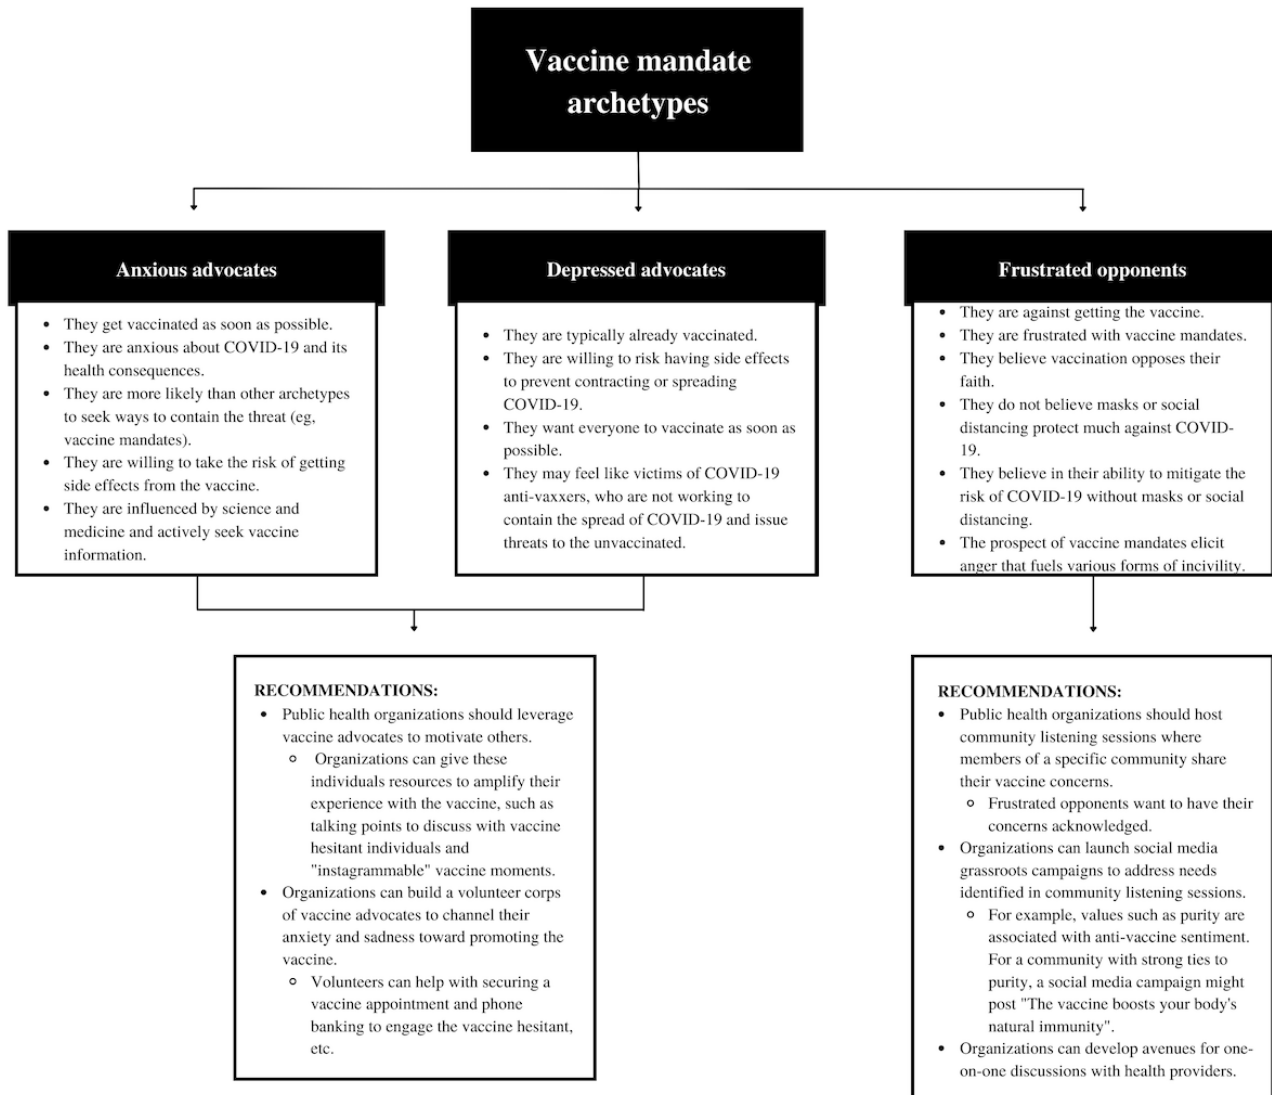 Vaccine mandate
archetypes
Anxious advocates
• They get vaccinated as soon as possible.
• They are anxious about COVID-19 and its
health consequences.
• They are more likely than other archetypes
to seek ways to contain the threat (eg,
vaccine mandates).
• They are willing to take the risk of getting
side effects from the vaccine.
• They are influenced by science and
medicine and actively seek vaccine
information.
Depressed advocates
• They are typically already vaccinated.
• They are willing to risk having side effects
to prevent contracting or spreading
COVID-19.
• They want everyone to vaccinate as soon as
possible.
• They may feel like victims of COVID-19
anti-vaxxers, who are not working to
contain the spread of COVID-19 and issue
threats to the unvaccinated.
Frustrated opponents
• They are against getting the vaccine.
• They are frustrated with vaccine mandates.
• They believe vaccination opposes their
faith.
• They do not believe masks or social
distancing protect much against COVID-
19.
• They believe in their ability to mitigate the
risk of COVID-19 without masks or social
distancing.
• The prospect of vaccine mandates elicit
anger that fuels various forms of incivility.
RECOMMENDATIONS:
• Public health organizations should leverage
vaccine advocates to motivate others.
○ Organizations can give these
individuals resources to amplify their
experience with the vaccine, such as
talking points to discuss with vaccine
hesitant individuals and
"instagrammable" vaccine moments.
• Organizations can build a volunteer corps
of vaccine advocates to channel their
anxiety and sadness toward promoting the
vaccine.
○ Volunteers can help with securing a
vaccine appointment and phone
banking to engage the vaccine hesitant,
etc.
RECOMMENDATIONS:
• Public health organizations should host
community listening sessions where
members of a specific community share
their vaccine concerns.
○ Frustrated opponents want to have their
concerns acknowledged.
• Organizations can launch social media
grassroots campaigns to address needs
identified in community listening sessions.
○ For example, values such as purity are
associated with anti-vaccine sentiment.
For a community with strong ties to
purity, a social media campaign might
post "The vaccine boosts your body's
natural immunity".
• Organizations can develop avenues for one-
on-one discussions with health providers.